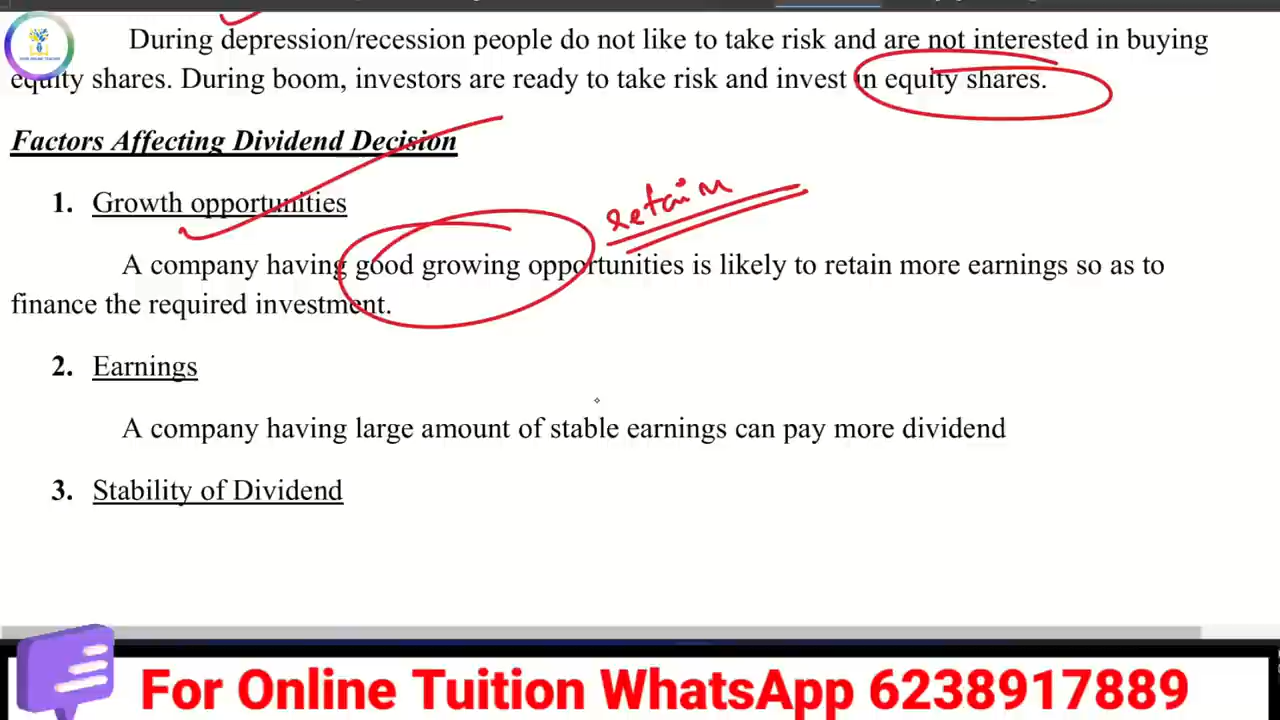 During depression/recession people do not like to take risk and are not interested in buying
equity shares. During boom, investors are ready to take risk and invest in equity shares.
Factors Affecting Dividend Decision
1. Growth opportunities
retain
A company having good growing opportunities is likely to retain more earnings so as to
finance the required investment.
2. Earnings
A company having large amount of stable earnings can pay more dividend
3. Stability of Dividend
For Online Tuition WhatsApp 6238917889